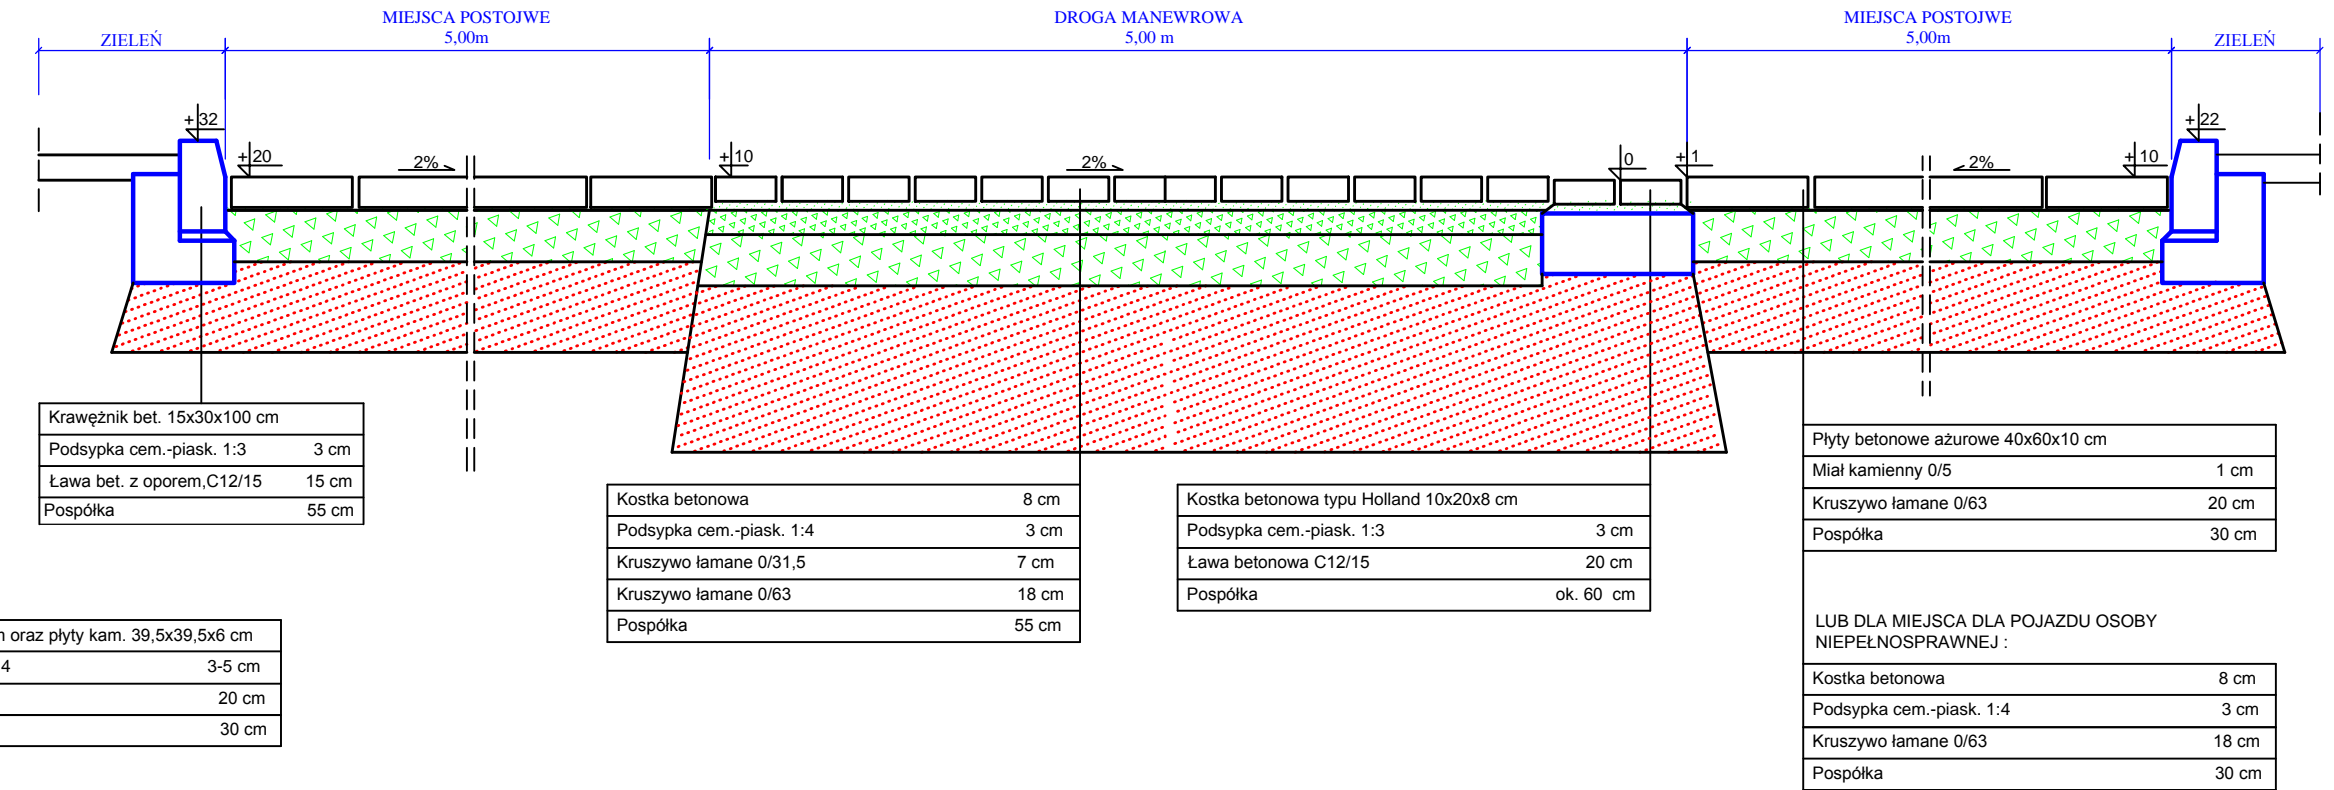 MIEJSCA POSTOJWE
DROGA MANEWROWA
MIEJSCA POSTOJWE
ZIELEŃ
5,00m
5,00 m
5,00m
ZIELEŃ
+32
+20
2%
+10
2%
0
+1
2%
+10
+22
Krawężnik bet. 15x30x100 cm
Podsypka cem.-piask. 1:3 3 cm
Ława bet. z oporem,C12/15 15 cm
Pospółka 55 cm
Kostka betonowa 8 cm
Podsypka cem.-piask. 1:4 3 cm
Kruszywo łamane 0/31,5 7 cm
Kruszywo łamane 0/63 18 cm
Pospółka 55 cm
Kostka betonowa typu Holland 10x20x8 cm
Podsypka cem.-piask. 1:3 3 cm
Ława betonowa C12/15 20 cm
Pospółka ok. 60 cm
Płyty betonowe ażurowe 40x60x10 cm
Miał kamienny 0/5 1 cm
Kruszywo łamane 0/63 20 cm
Pospółka 30 cm
LUB DLA MIEJSCA DLA POJAZDU OSOBY
NIEPEŁNOSPRAWNEJ :
Kostka betonowa 8 cm
Podsypka cem.-piask. 1:4 3 cm
Kruszywo łamane 0/63 18 cm
Pospółka 30 cm
oraz płyty kam. 39,5x39,5x6 cm
4 3-5 cm
20 cm
30 cm